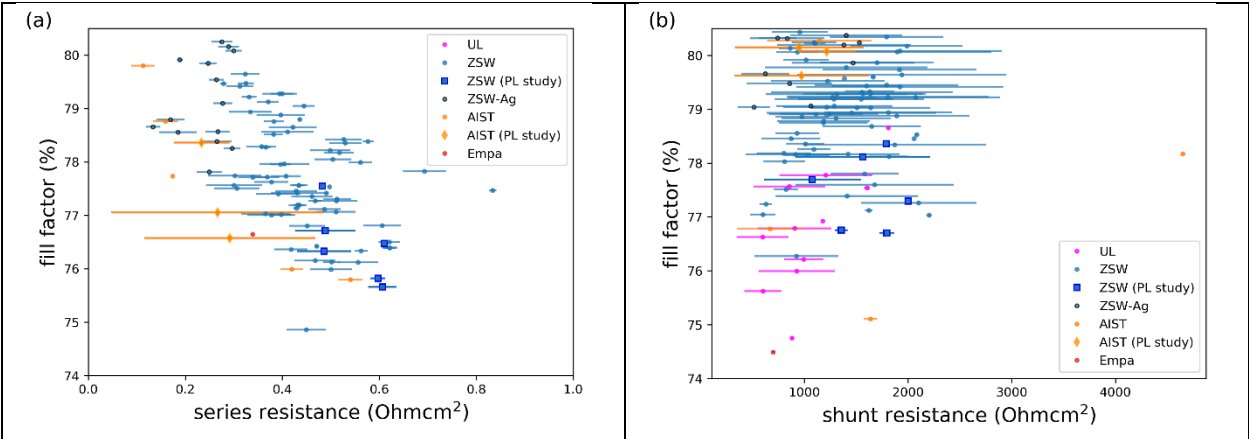 (a)
fill factor (%)
80
79
78
77
76
75
74
0.0
0.2
0.4
0.6
0.8
1.0
series resistance (Ohmcm²)
UL
ZSW
ZSW (PL study)
ZSW-Ag
AIST
AIST (PL study)
Empa
(b)
fill factor (%)
80
79
78
77
76
75
74
1000
2000
3000
4000
shunt resistance (Ohmcm²)
UL
ZSW
ZSW (PL study)
ZSW-Ag
AIST
AIST (PL study)
Empa